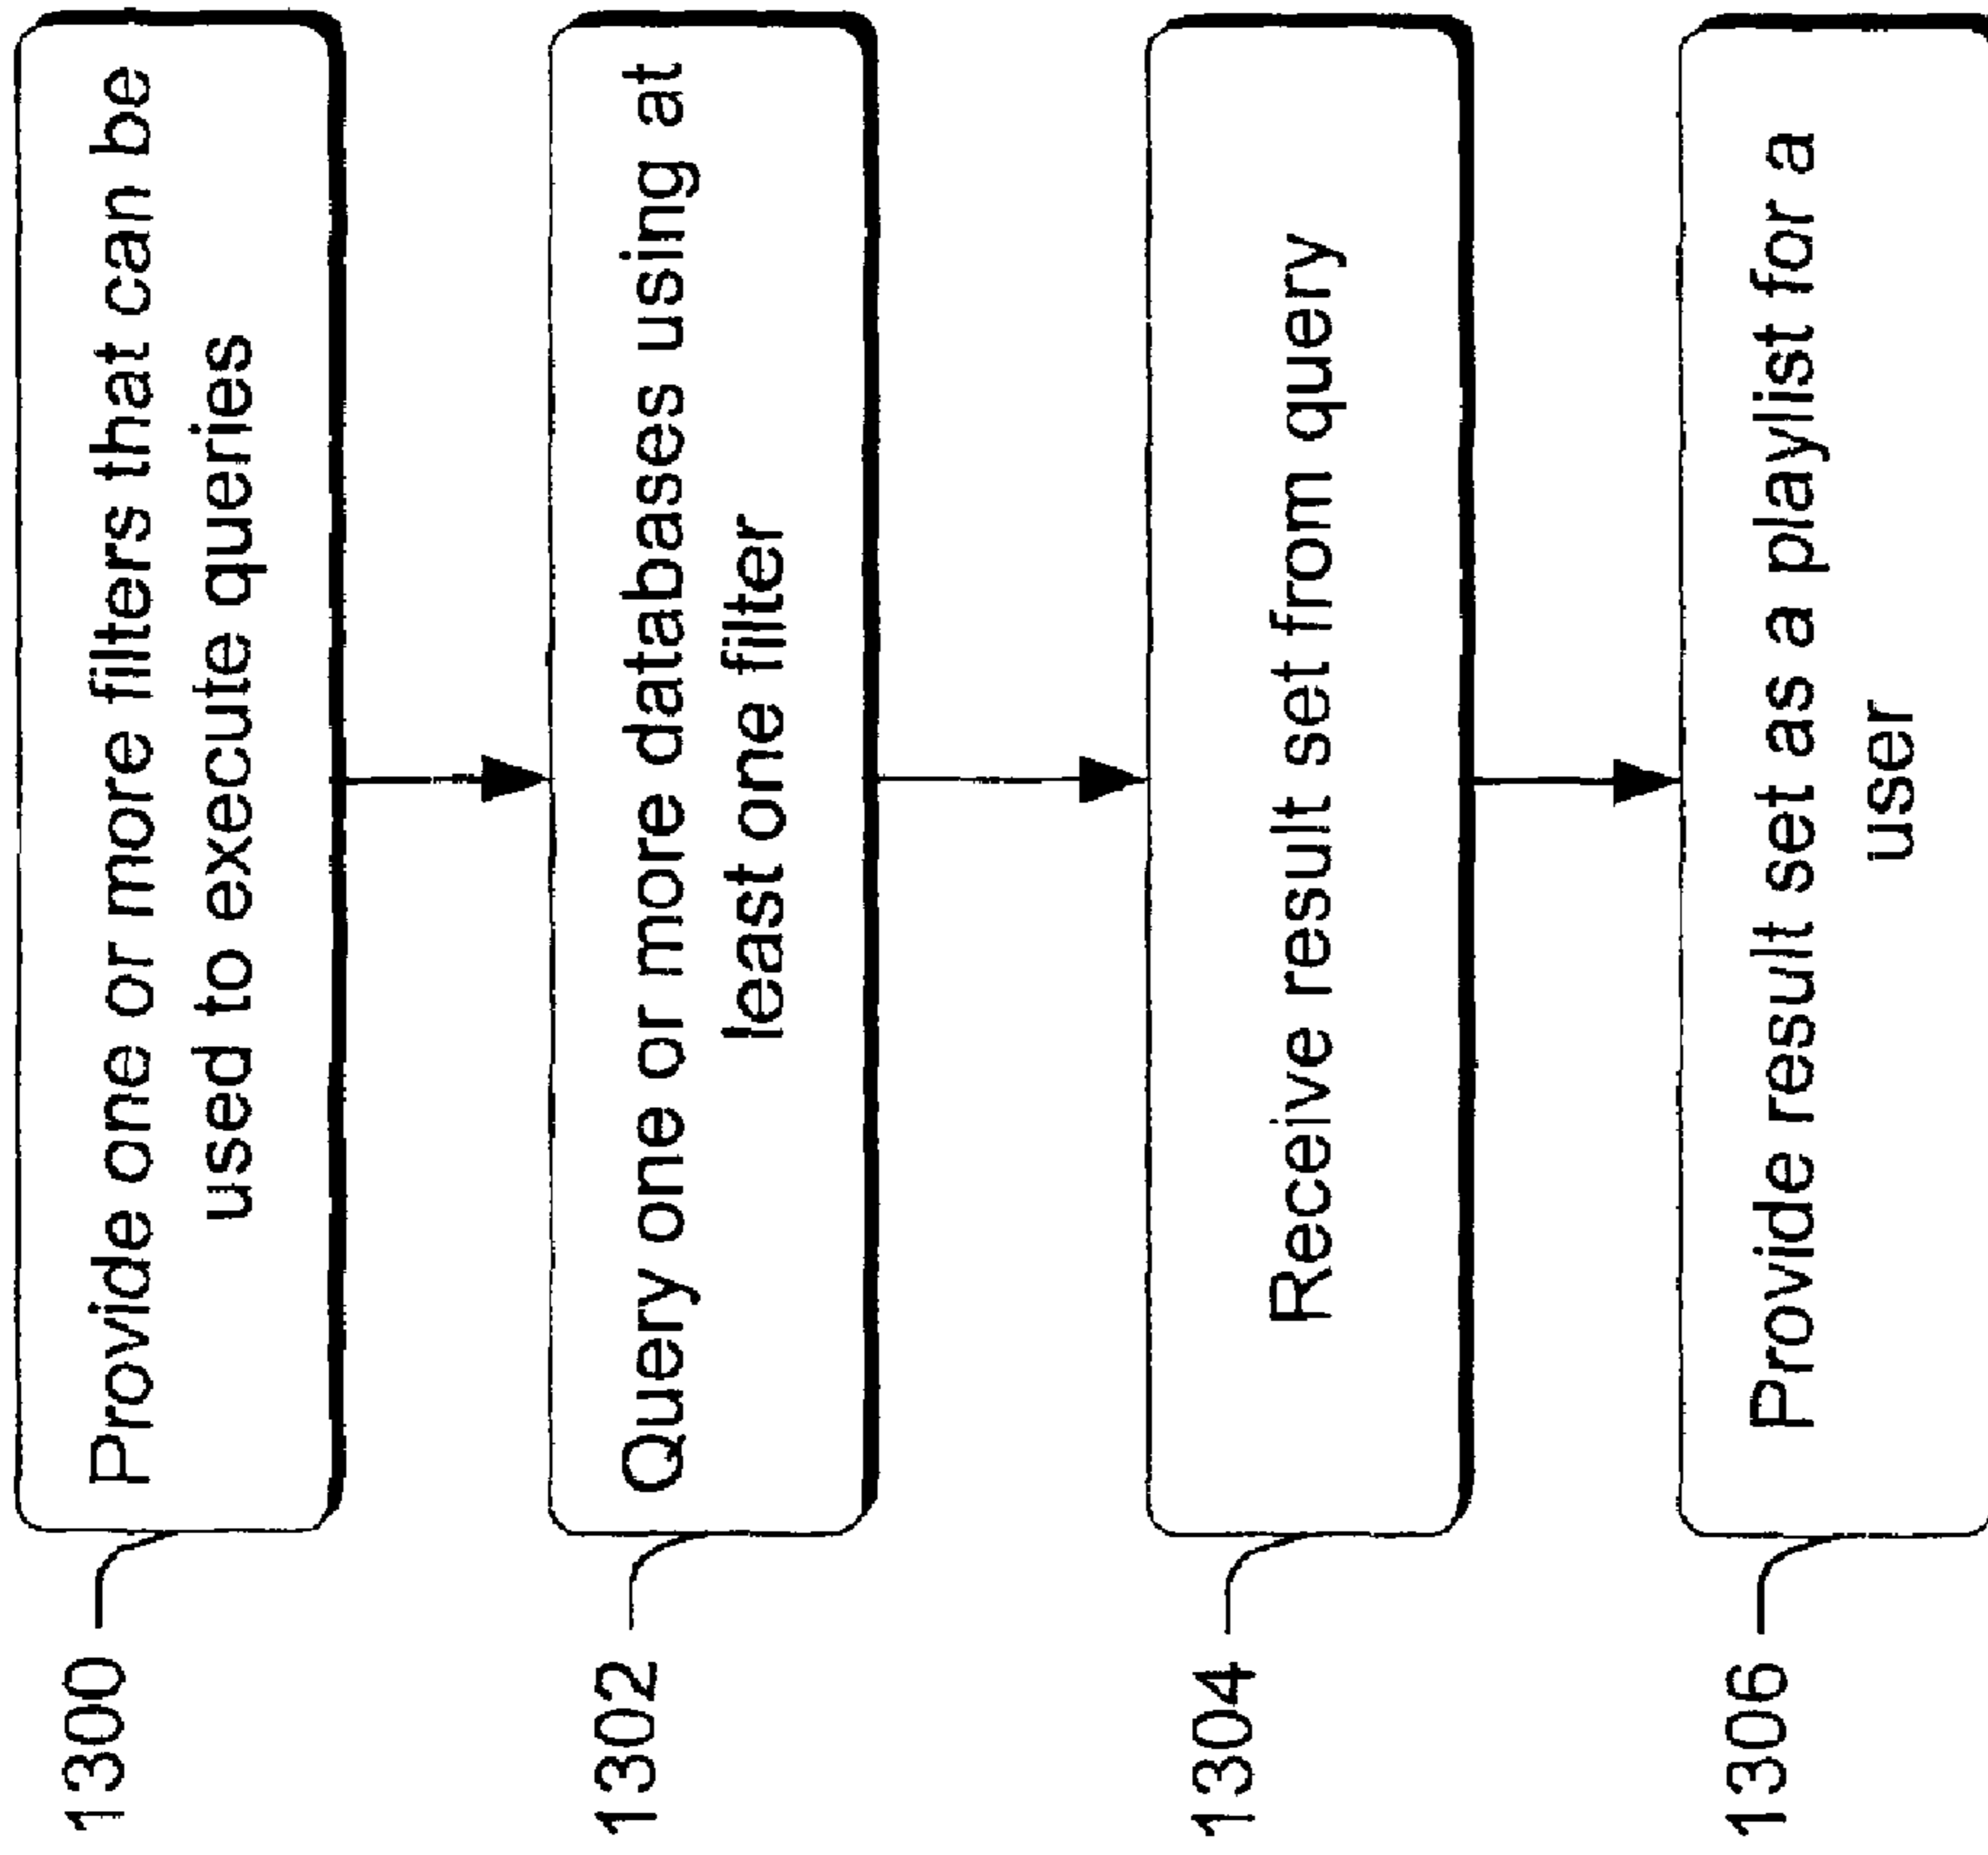 1300
Provide one or more filters that can be
used to execute queries
1302
Query one or more databases using at
least one filter
1304
Receive result set from query
1306
Provide result set as a playlist for a
user